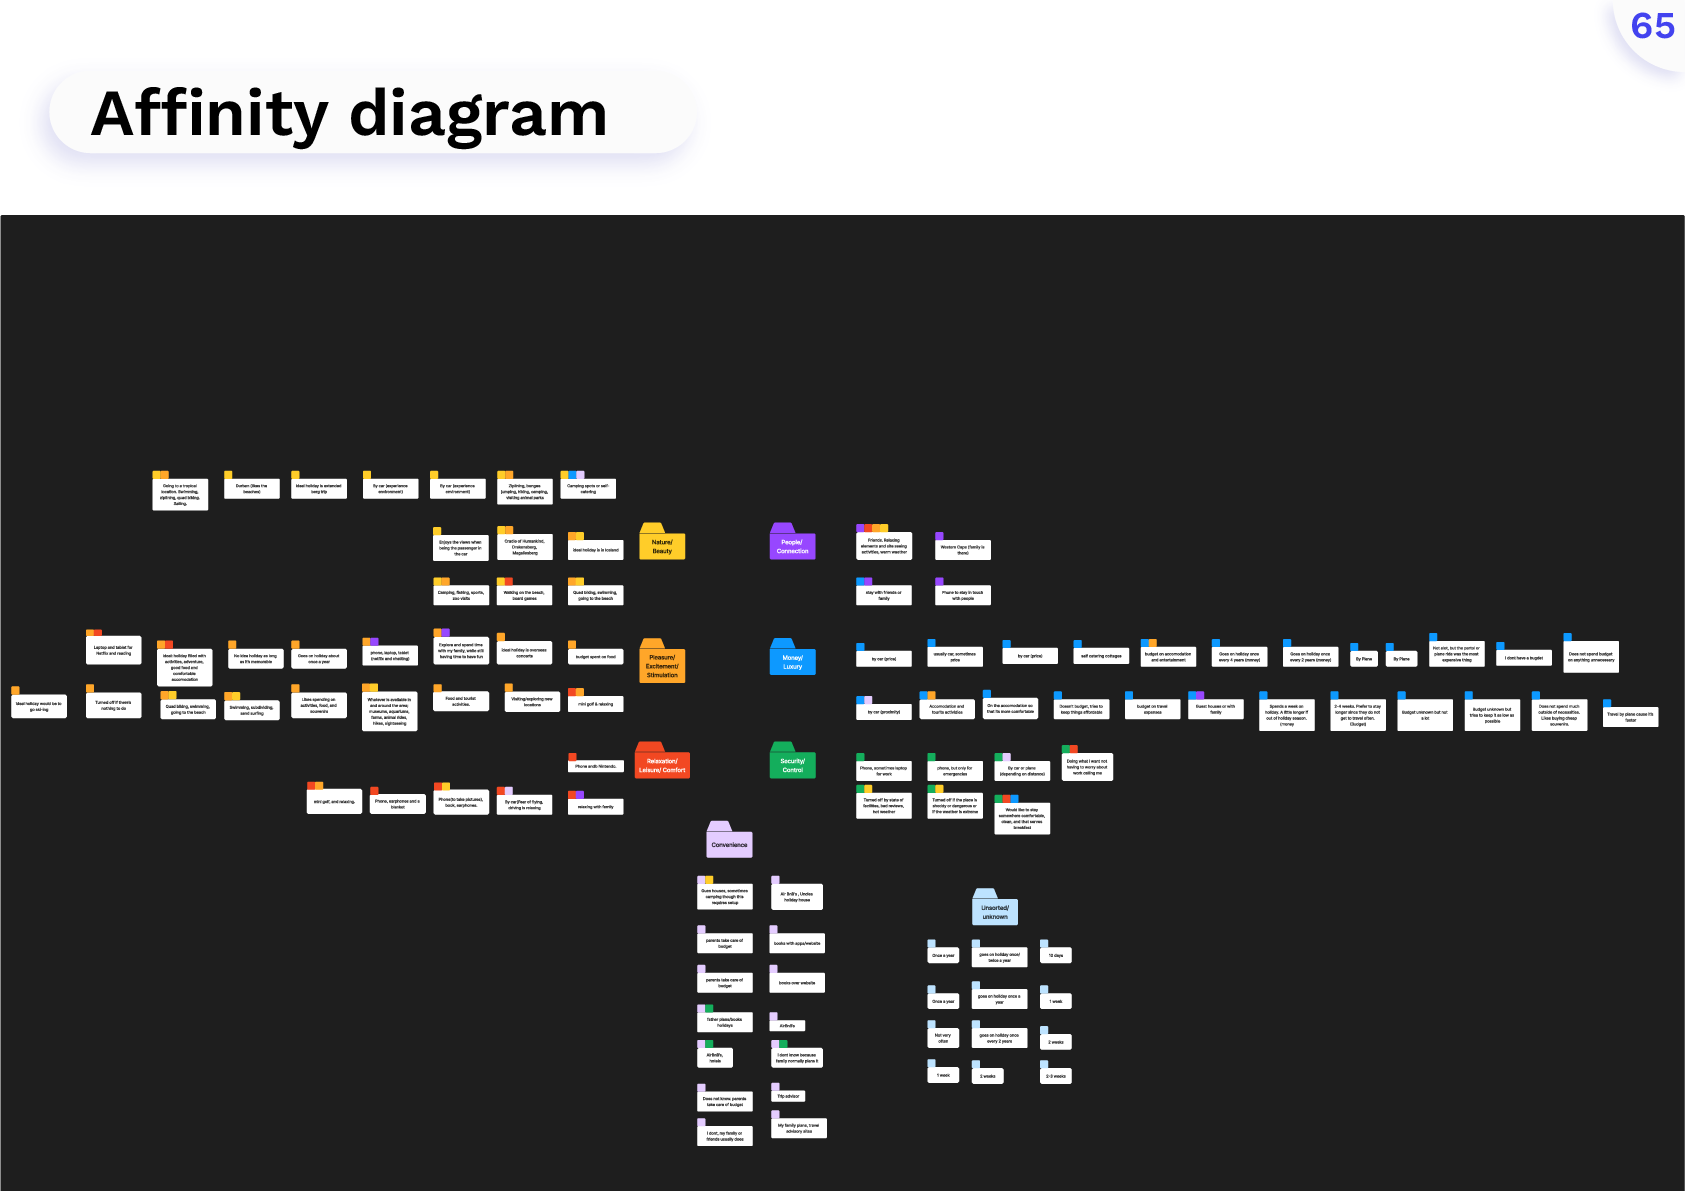 65
Affinity diagram
Going to a tropical
location. Swimming,
ziplining, quad biking,
Sailing.
Durban (likes the
beaches)
ideal holiday is extended
berg trip
By car (experience
environment)
By car (experience
environment)
Ziplining, bungee
jumping, hiking, camping,
visiting animal parks
Camping spots or self-
catering
Enjoys the views when
being the passenger in
the car
Cradle of Humankind,
Drakensberg,
Magaliesberg
ideal holiday is in Iceland
Nature/
Beauty
Camping, fishing, sports,
zoo visits
Walking on the beach,
board games
Quad biking, swimming,
going to the beach
People/
Connection
Friends, Relaxing
elements and site seeing
activities, warm weather
Western Cape (family is
there)
stay with friends or
family
Phone to stay in touch
with people
Laptop and tablet for
Netflix and reading
ideal holiday filled with
activities, adventure,
good food and
comfortable
accomodation
No idea holiday as long
as it's memorable
Goes on holiday about
once a year
phone, laptop, tablet
(netflix and chatting)
Explore and spend time
with my family, while still
having time to have fun
ideal holiday is overseas
concerts
budget spent on food
Pleasure/
Excitement/
Stimulation
ideal holiday would be to
go skiing
Turned off if there's
nothing to do
Quad biking, swimming,
going to the beach
Swimming, subdividing,
sand surfing
Likes spending on
activities, food, and
souvenirs
Whatever is available in
and around the area;
museums, aquariums,
farms, animal rides,
hikes, sightseeing
Food and tourist
activities.
Visiting/exploring new
locations
mini golf & relaxing
Money/
Luxury
by car (price)
usually car, sometimes
price
by car (price)
self catering cottages
budget on accomodation
and entertainment
Goes on holiday once
every 4 years (money)
Goes on holiday once
every 2 years (money)
By Plane
By Plane
Not alot, but the petrol or
plane ride was the most
expensive thing
I dont have a bugdet
Does not spend budget
on anything unnecessary
by car (proximity)
Accomodation and
tourits activities
On the accomodation so
that its more comfortable
Doesn't budget, tries to
keep things affordable
budget on travel
expenses
Guest houses or with
family
Spends a week on
holiday. A little longer if
out of holiday season.
(money
2-4 weeks. Prefer to stay
longer since they do not
get to travel often.
(Budget)
Budget unknown but not
a lot
Budget unknown but
tries to keep it as low as
possible
Does not spend much
outside of necessities.
Likes buying cheap
souvenirs.
Travel by plane cause it's
faster
Phone andb Nintendo.
Relaxation/
Leisure/ Comfort
mini golf, and relaxing.
Phone, earphones and a
blanket
Phone(to take pictures),
book, earphones.
By car(Fear of flying,
driving is relaxing
relaxing with family
Security/
Control
Phone, sometimes laptop
for work
phone, but only for
emergencies
By car or plane
(depending on distance)
Doing what I want not
having to worry about
work calling me
Turned off by state of
facilities, bad reviews,
hot weather
Turned off if the place is
shoddy or dangerous or
if the weather is extreme
Would like to stay
somewhere comfortable,
clean, and that serves
breakfast
Convenience
Guest houses, sometimes
camping though this
requires setup
Air BnB's , Uncles
holiday house
parents take care of
budget
books with apps/website
parents take care of
budget
books over website
father plans/books
holidays
AirBnB's
AirBnB's,
hotels
I dont know because
family normally plans it
Does not know, parents
take care of budget
Trip advisor
I dont, my family or
friends usually does
My family plans, travel
advisory sites
Unsorted/
unknown
Once a year
goes on holiday once/
twice a year
10 days
Once a year
goes on holiday once a
year
1 week
Not very
often
goes on holiday once
every 2 years
2 weeks
1 week
2 weeks
2-3 weeks